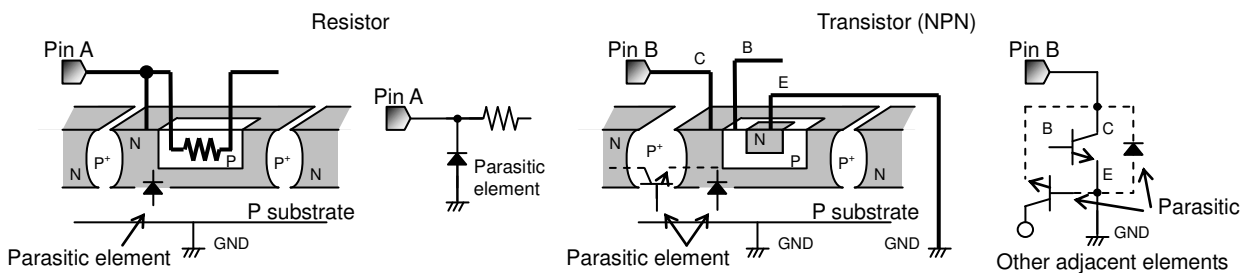 Resistor
Pin A
N
N
P+
P
P+
N
Parasitic element
P substrate
GND
Pin A
Parasitic
element
Transistor (NPN)
Pin B
C
B
E
N
P+
N
P
P+
N
P substrate
GND
GND
Parasitic element
Pin B
B
C
E
Parasitic
GND
Other adjacent elements